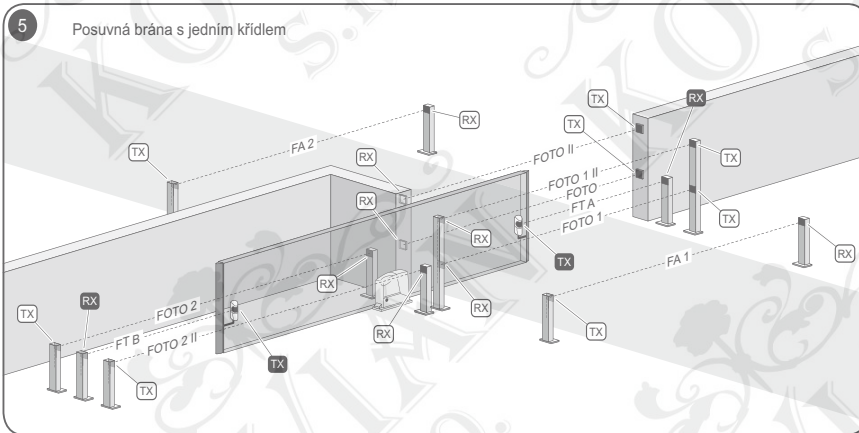 5
Posuvná brána s jedním křídlem
TX
FA 2
RX
TX
TX
RX
RX
FOTO II
FOTO 1 II
FOTO
FT A
FOTO 1
TX
TX
RX
RX
RX
TX
RX
RX
RX
FA 1
TX
TX
RX
TX
FOTO 2
FT B
FOTO 2 II
TX